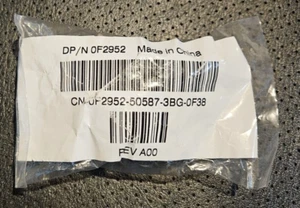 DP/N 0F2952 Made in China
CN-0F2952-50587-3BG-0F38
REV A00